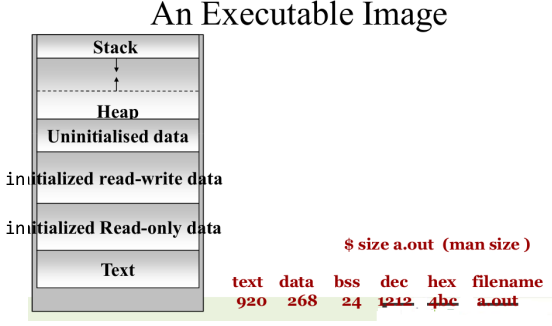 An Executable Image
Stack
Heap
Uninitialised data
initialized read-write data
initialized Read-only data
Text
$ size a.out (man size )
text data bss dec hex filename
920 268 24 1212 4bc a.out